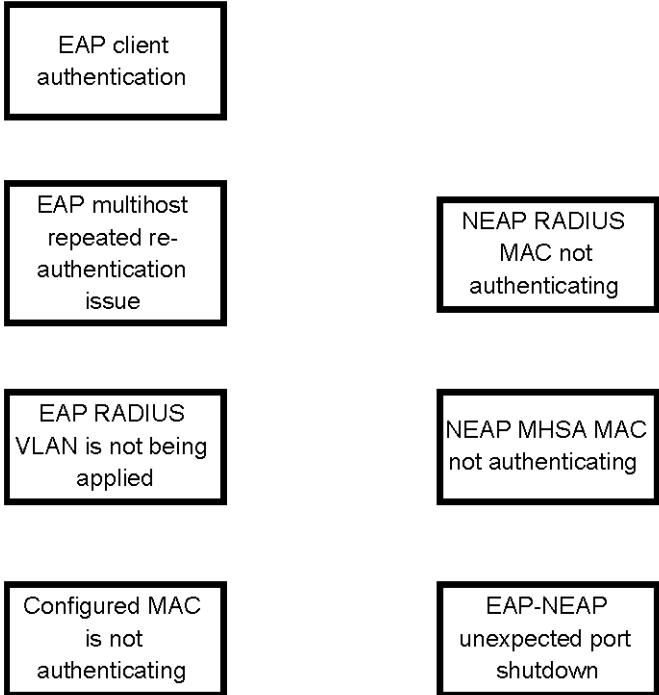 EAP client
authentication
EAP multihost
repeated re-
authentication
issue
NEAP RADIUS
MAC not
authenticating
EAP RADIUS
VLAN is not being
applied
NEAP MHSA MAC
not authenticating
Configured MAC
is not
authenticating
EAP-NEAP
unexpected port
shutdown